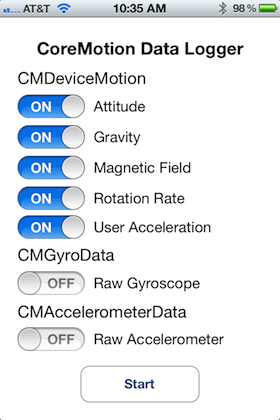 AT&T 10:35 AM 98%
CoreMotion Data Logger
CMDeviceMotion
ON Attitude
ON Gravity
ON Magnetic Field
ON Rotation Rate
ON User Acceleration
CMGyroData
OFF Raw Gyroscope
CMAccelerometerData
OFF Raw Accelerometer
Start